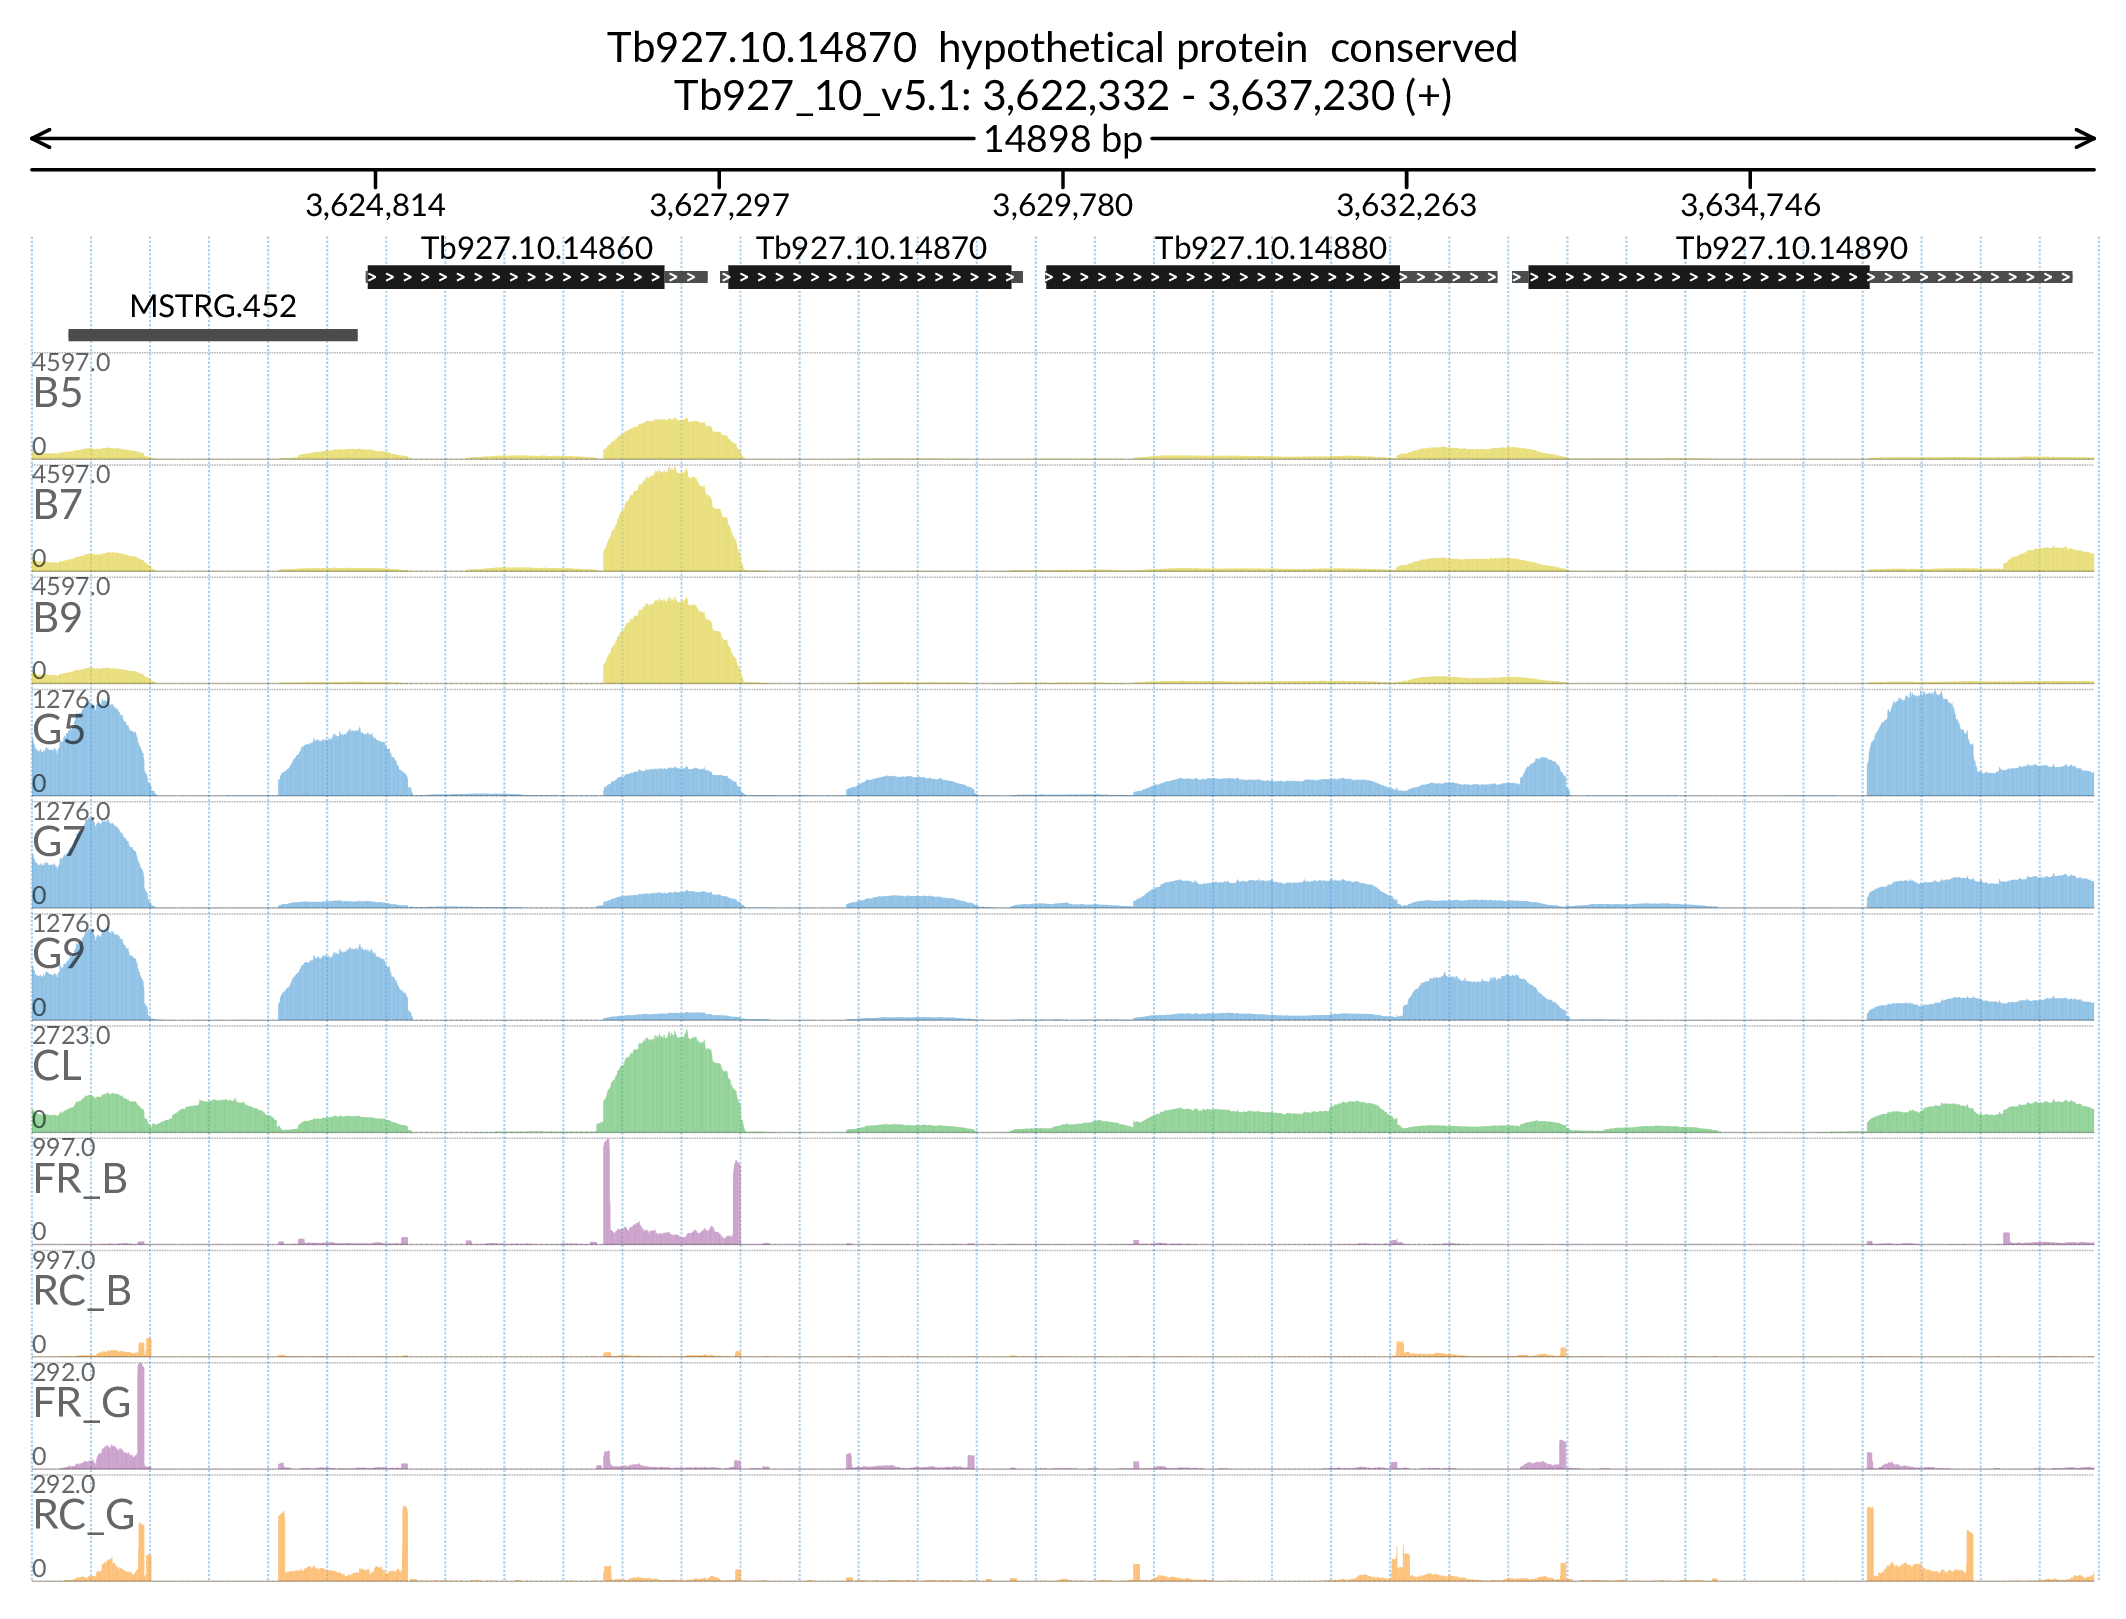 Tb927.10.14870 hypothetical protein conserved
Tb927_10_v5.1: 3,622,332 - 3,637,230 (+)
14898 bp
3,624,814 3,627,297 3,629,780 3,632,263 3,634,746
Tb927.10.14860 Tb927.10.14870 Tb927.10.14880 Tb927.10.14890
MSTRG.452
4597.0
B5
0
4597.0
B7
0
4597.0
B9
0
1276.0
G5
0
1276.0
G7
0
1276.0
G9
0
2723.0
CL
0
997.0
FR_B
0
997.0
RC_B
0
292.0
FR_G
0
292.0
RC_G
0